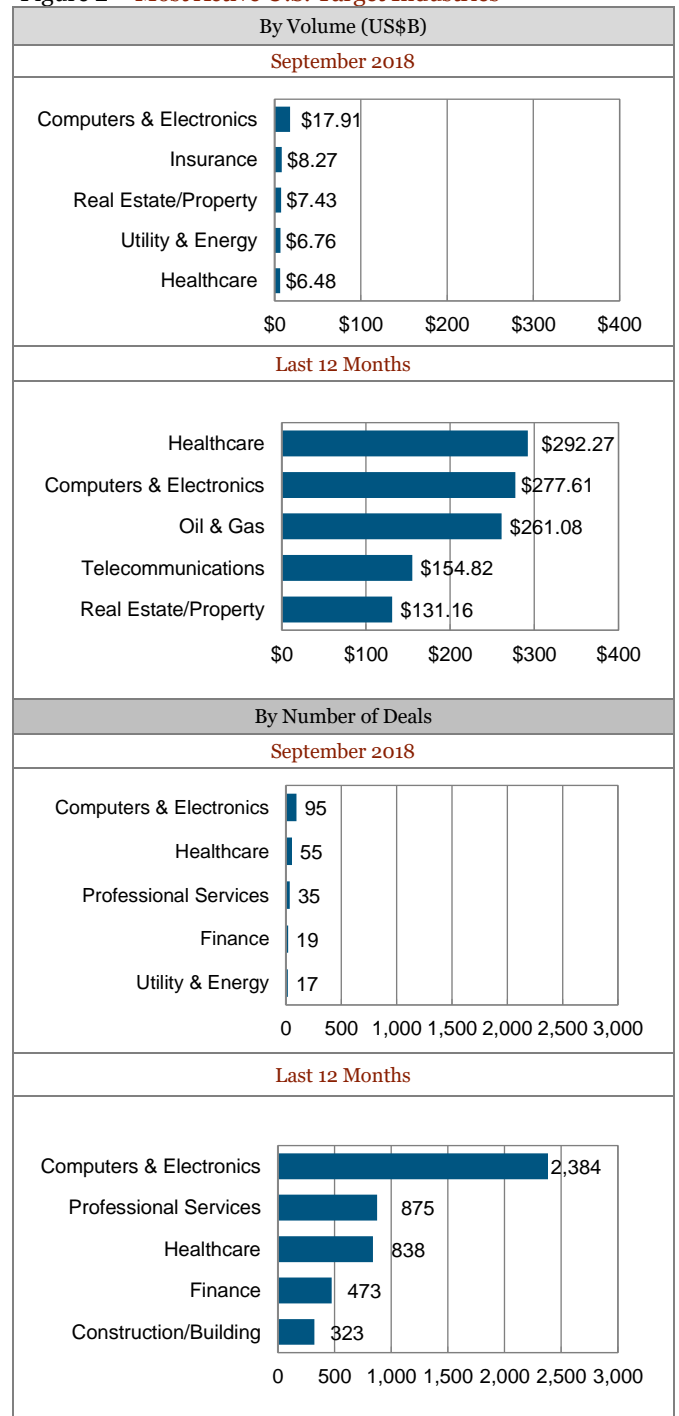 By Volume (US$B)
September 2018
Computers & Electronics $17.91
Insurance $8.27
Real Estate/Property $7.43
Utility & Energy $6.76
Healthcare $6.48
$0 $100 $200 $300 $400
Last 12 Months
Healthcare $292.27
Computers & Electronics $277.61
Oil & Gas $261.08
Telecommunications $154.82
Real Estate/Property $131.16
$0 $100 $200 $300 $400
By Number of Deals
September 2018
Computers & Electronics 95
Healthcare 55
Professional Services 35
Finance 19
Utility & Energy 17
0 500 1,000 1,500 2,000 2,500 3,000
Last 12 Months
Computers & Electronics 2,384
Professional Services 875
Healthcare 838
Finance 473
Construction/Building 323
0 500 1,000 1,500 2,000 2,500 3,000